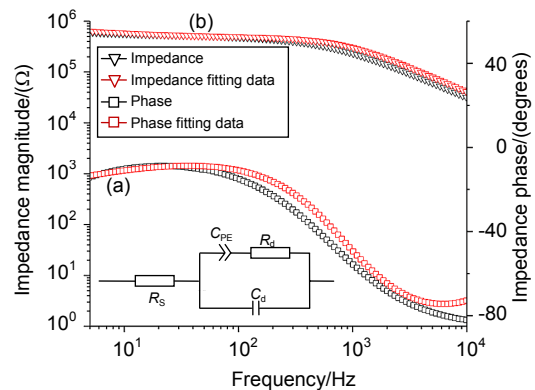 (b)
Impedance
Impedance fitting data
Phase
Phase fitting data
(a)
C_PE
R_d
R_S
C_d
10^6
10^5
10^4
10^3
10^2
10^1
10^0
Impedance magnitude/(Ω)
40
0
-40
-80
Impedance phase/(degrees)
10^1
10^2
10^3
10^4
Frequency/Hz